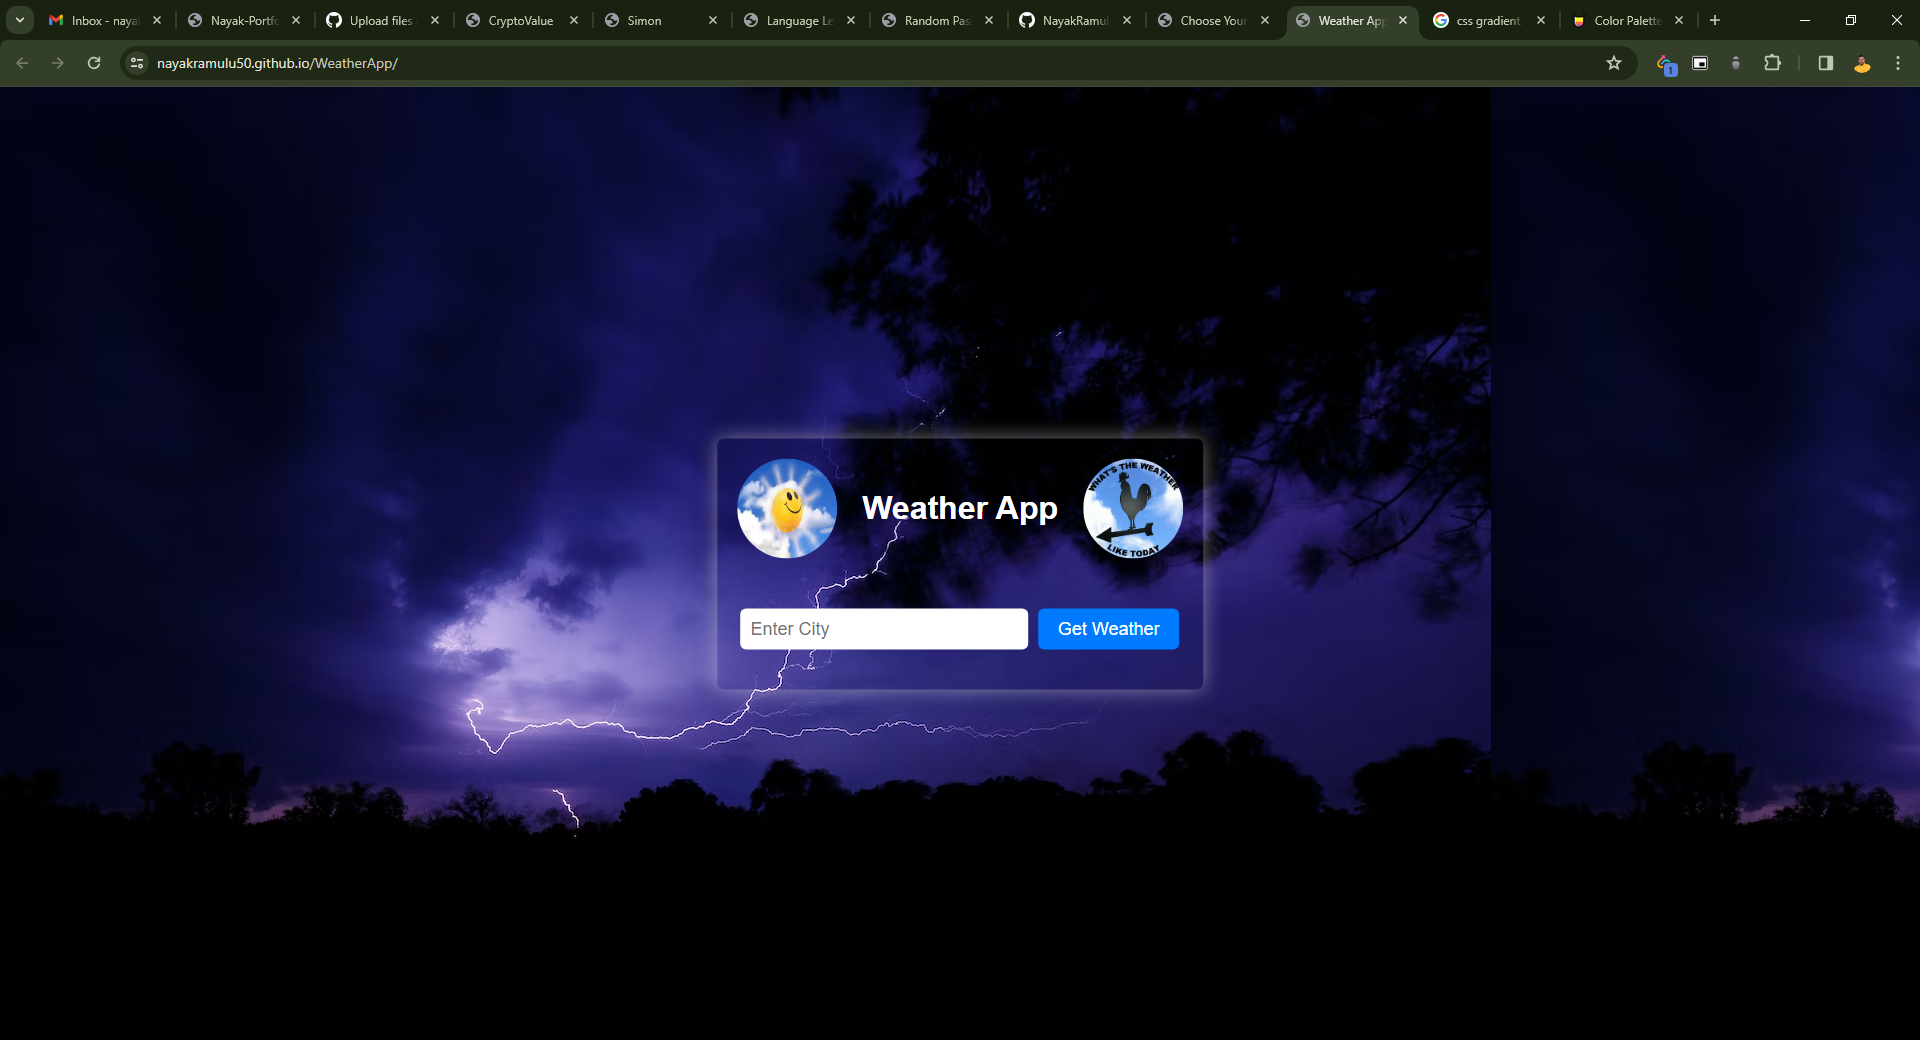 Inbox - naya
Nayak-Portfo
Upload files
CryptoValue
Simon
Language Le
Random Pas
NayakRamul
Choose Your
Weather App
css gradient
Color Palette
nayakramulu50.github.io/WeatherApp/
1
WHAT'S THE WEATHER
Weather App
LIKE TODAY
Enter City
Get Weather